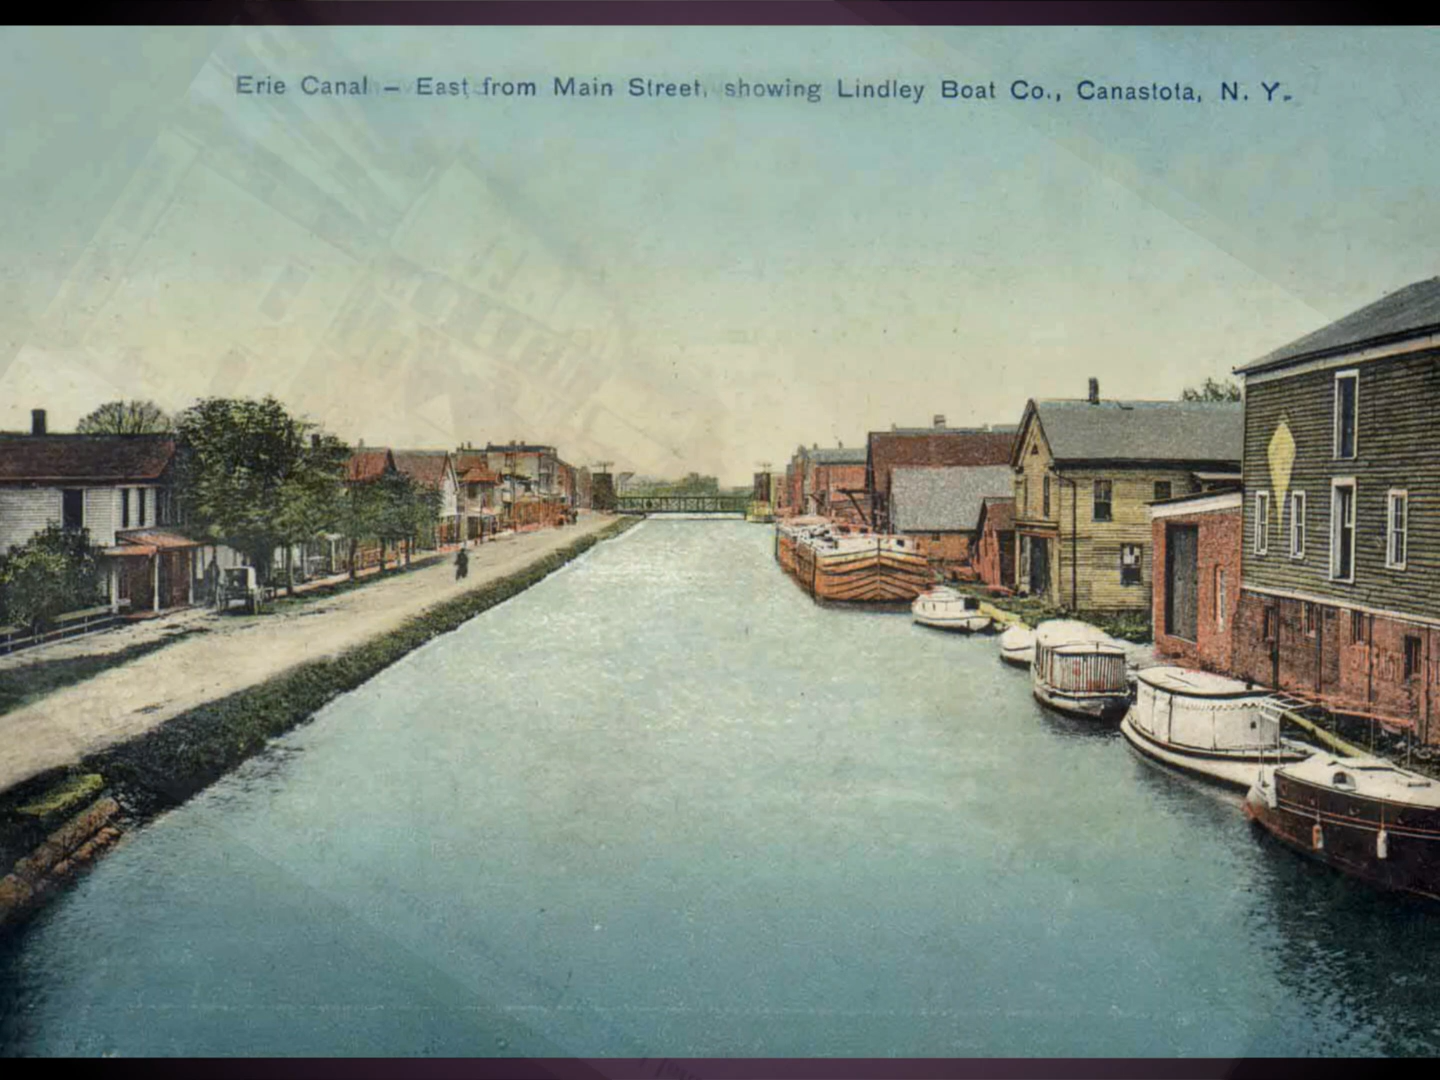 Erie Canal – East from Main Street, showing Lindley Boat Co., Canastota, N. Y.